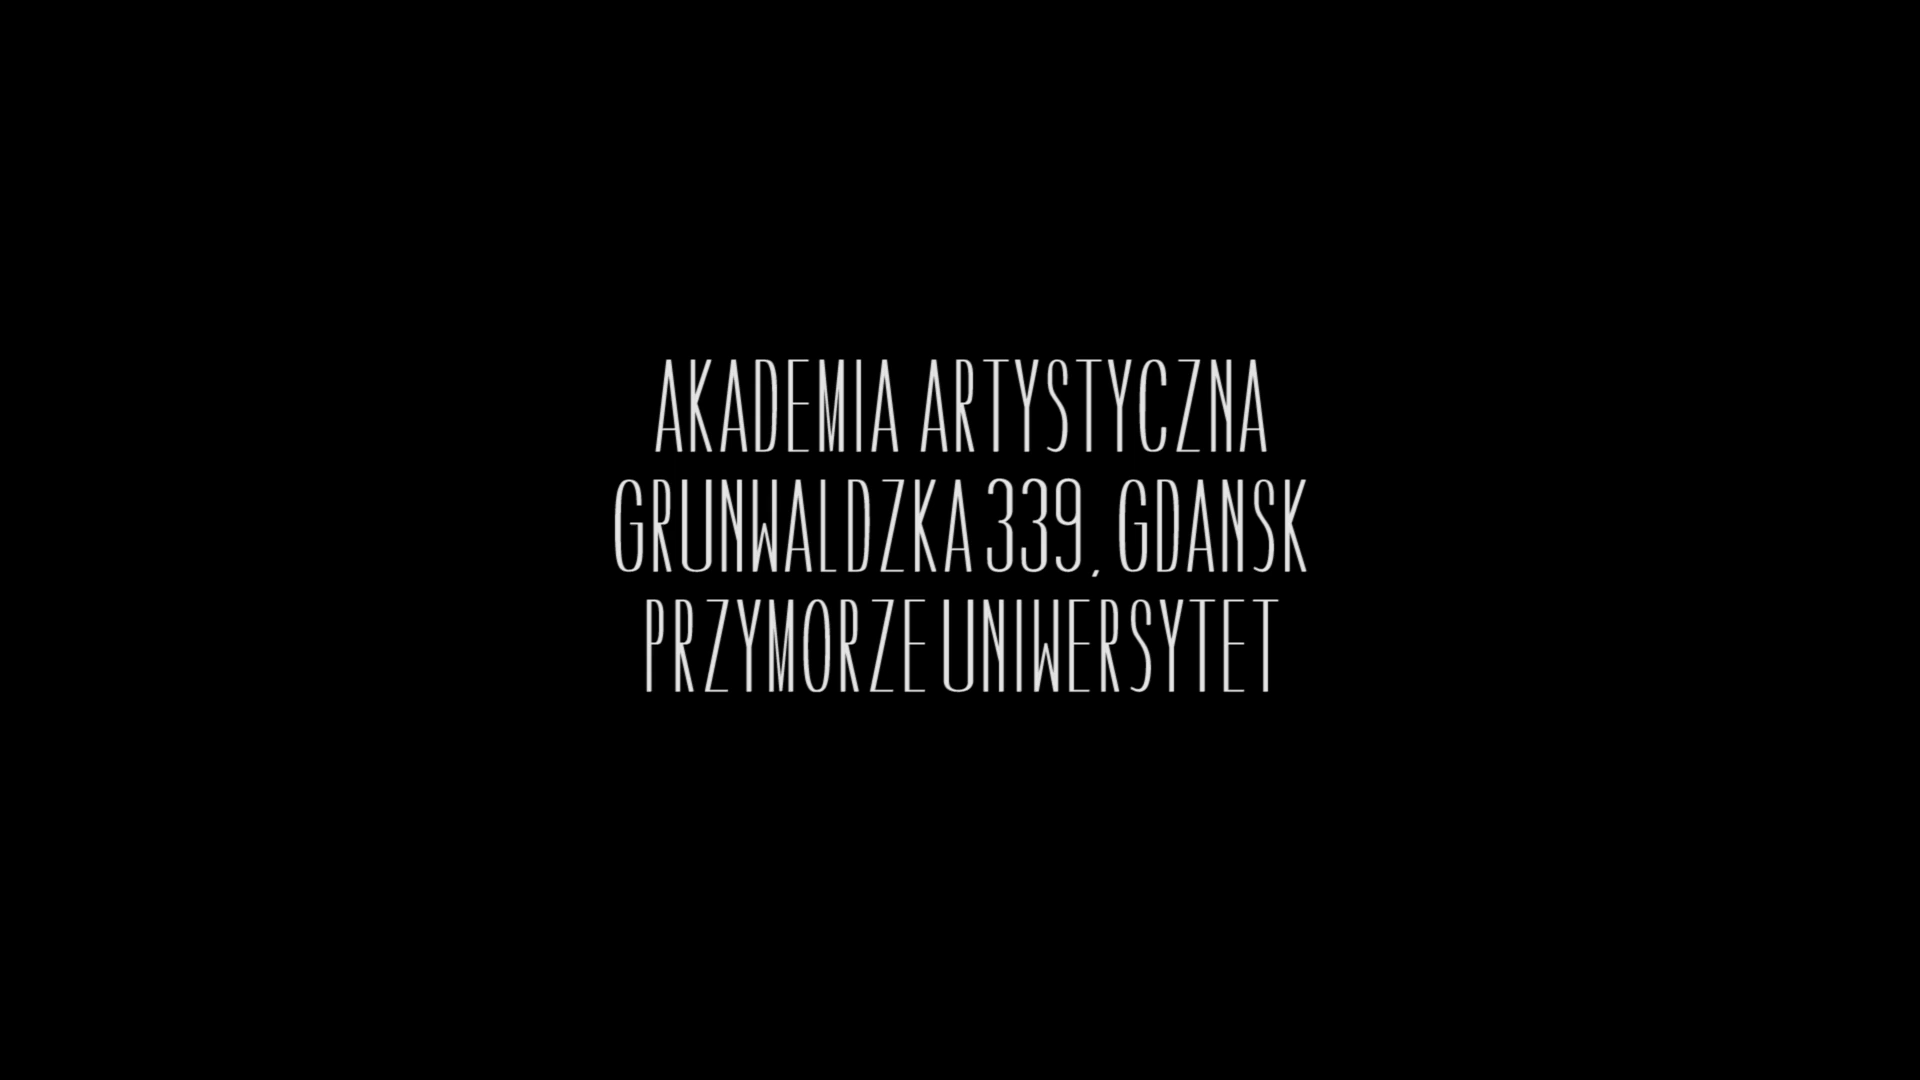 AKADEMIA ARTYSTYCZNA
GRUNWALDZKA 339, GDANSK
PRZYMORZE UNIWERSYTET